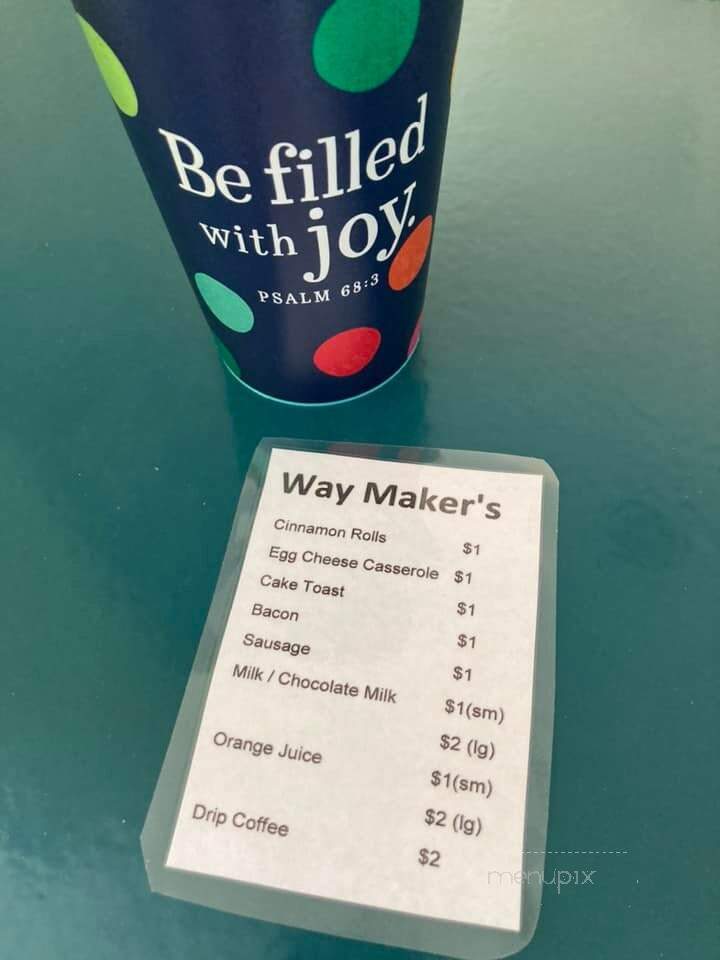 Be filled
with joy.
PSALM 68:3
Way Maker's
Cinnamon Rolls $1
Egg Cheese Casserole $1
Cake Toast $1
Bacon $1
Sausage $1
Milk / Chocolate Milk $1(sm)
$2 (lg)
Orange Juice $1(sm)
$2 (lg)
Drip Coffee $2
menupix